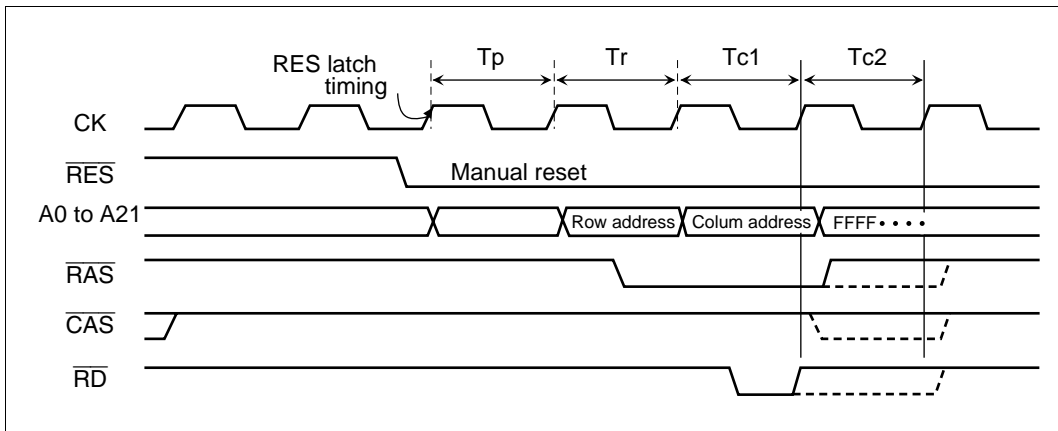 Tp Tr Tc1 Tc2
RES latch
timing
CK
RES
Manual reset
A0 to A21
Row address Colum address FFFF ····
RAS
CAS
RD